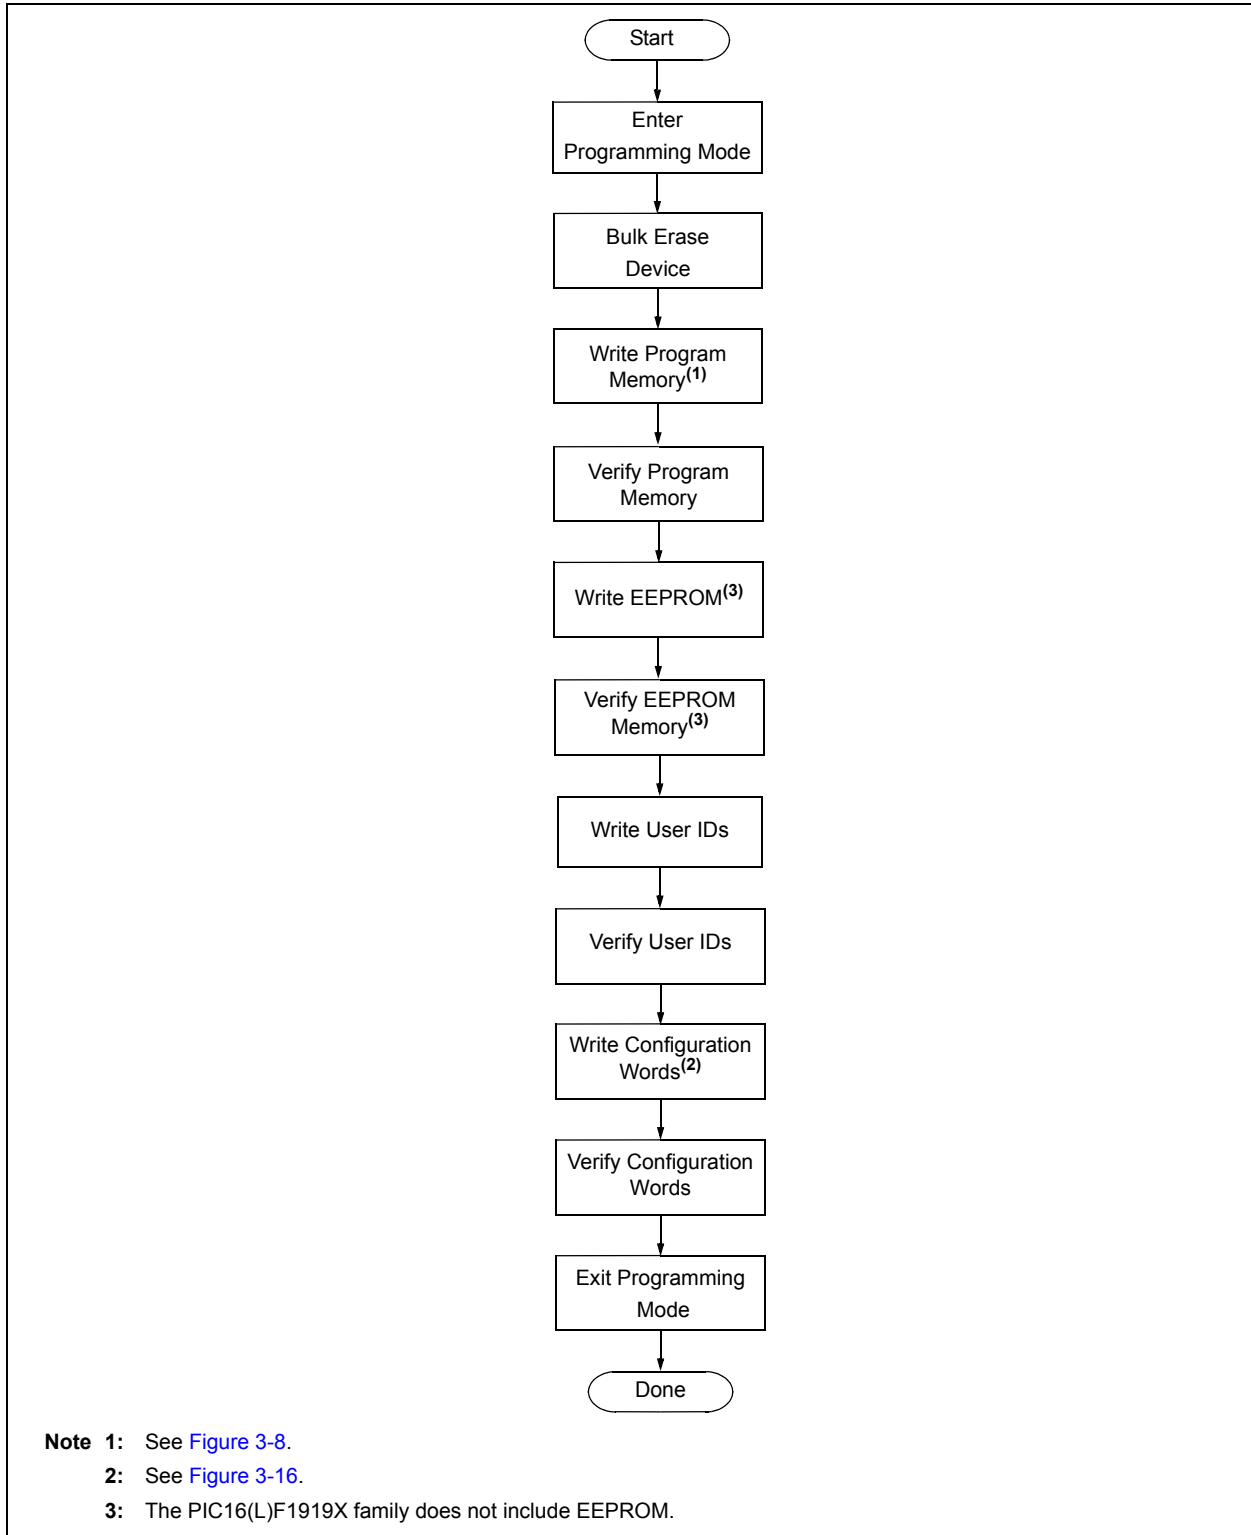 Start
Enter
Programming Mode
Bulk Erase
Device
Write Program
Memory(1)
Verify Program
Memory
Write EEPROM(3)
Verify EEPROM
Memory(3)
Write User IDs
Verify User IDs
Write Configuration
Words(2)
Verify Configuration
Words
Exit Programming
Mode
Done
Note 1: See Figure 3-8.
2: See Figure 3-16.
3: The PIC16(L)F1919X family does not include EEPROM.